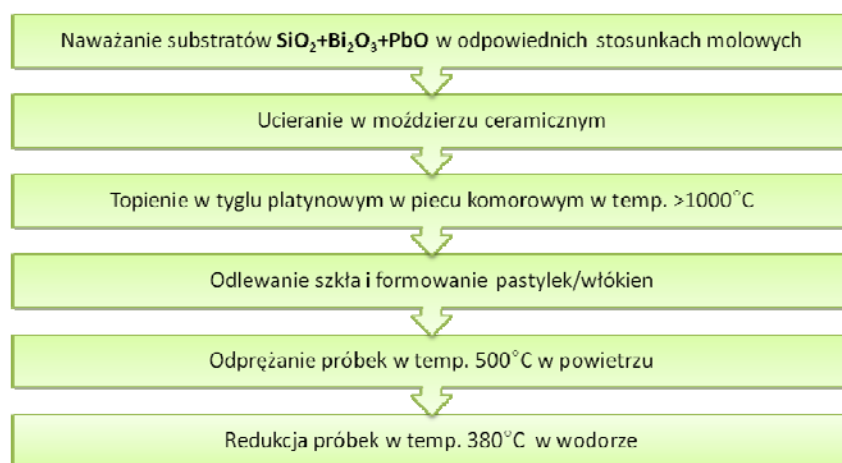 Naważanie substratów SiO₂+Bi₂O₃+PbO w odpowiednich stosunkach molowych
Ucieranie w moździerzu ceramicznym
Topienie w tyglu platynowym w piecu komorowym w temp. >1000°C
Odlewanie szkła i formowanie pastylek/włókien
Odprężanie próbek w temp. 500°C w powietrzu
Redukcja próbek w temp. 380°C w wodorze